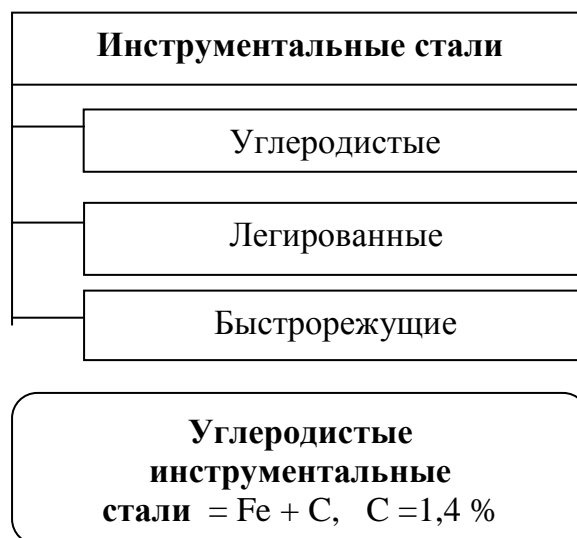 Инструментальные стали
Углеродистые
Легированные
Быстрорежущие
Углеродистые
инструментальные
стали = Fe + C, C =1,4 %